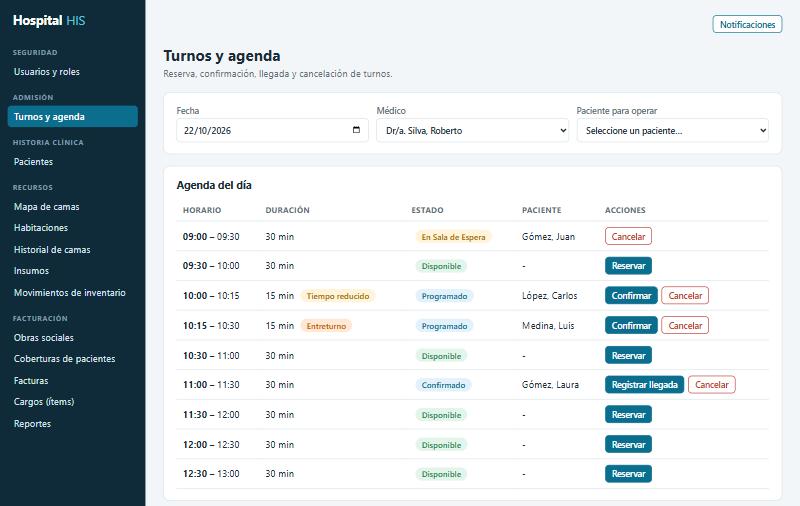 Hospital HIS
SEGURIDAD
Usuarios y roles
ADMISIÓN
Turnos y agenda
HISTORIA CLÍNICA
Pacientes
RECURSOS
Mapa de camas
Habitaciones
Historial de camas
Insumos
Movimientos de inventario
FACTURACIÓN
Obras sociales
Coberturas de pacientes
Facturas
Cargos (ítems)
Reportes
Notificaciones
Turnos y agenda
Reserva, confirmación, llegada y cancelación de turnos.
Fecha Médico Paciente para operar
22/10/2026 Dr/a. Silva, Roberto Seleccione un paciente...
Agenda del día
HORARIO DURACIÓN ESTADO PACIENTE ACCIONES
09:00 – 09:30 30 min En Sala de Espera Gómez, Juan Cancelar
09:30 – 10:00 30 min Disponible - Reservar
10:00 – 10:15 15 min Tiempo reducido Programado López, Carlos Confirmar Cancelar
10:15 – 10:30 15 min Entreturno Programado Medina, Luis Confirmar Cancelar
10:30 – 11:00 30 min Disponible - Reservar
11:00 – 11:30 30 min Confirmado Gómez, Laura Registrar llegada Cancelar
11:30 – 12:00 30 min Disponible - Reservar
12:00 – 12:30 30 min Disponible - Reservar
12:30 – 13:00 30 min Disponible - Reservar